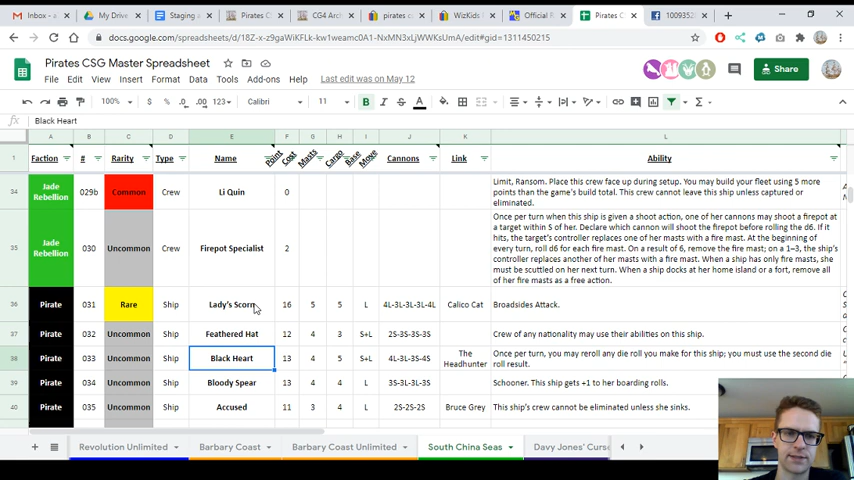 Inbox - a
My Drive
Staging a
Pirates C
CG4 Arch
pirates c
WizKids
Official R
Pirates C
1009352
docs.google.com/spreadsheets/d/18Z-x-z9gaWitX-kr1weamc0A1-NxMN3xLjWWKsUmA/edit#gid=1311450215
Pirates CSG Master Spreadsheet
File Edit View Insert Format Data Tools Add-ons Help Last edit was on May 12
Share
100% $ % .0 .00 123 Calibri 11 B I S A
fx Black Heart
A B C D E F G H I J K L
1 Faction # Rarity Type Name Point Cost Masts Cargo Base Move Cannons Link Ability
34 Jade Rebellion 029b Common Crew Li Quin 0 Limit, Ransom. Place this crew face up during setup. You may build your fleet using 5 more
points than the game's build total. This crew cannot leave this ship unless captured or
eliminated.
35 Jade Rebellion 030 Uncommon Crew Firepot Specialist 2 Once per turn when this ship is given a shoot action, one of her cannons may shoot a firepot at
a target within S of her. Declare which cannon will shoot the firepot before rolling the d6. If it
hits, the target's controller replaces one of her masts with a fire mast. At the beginning of
every turn, roll d6 for each fire mast. On a result of 6, remove the fire mast; on a 1–3, the ship's
controller replaces another of her masts with a fire mast. When a ship has only fire masts, she
must be scuttled on her next turn. When a ship docks at her home island or a fort, remove all
of her fire masts as a free action.
36 Pirate 031 Rare Ship Lady's Scorn 16 5 5 L 4L-3L-3L-3L-4L Calico Cat Broadsides Attack.
37 Pirate 032 Uncommon Ship Feathered Hat 12 4 3 S+L 2S-3S-3S-3S Crew of any nationality may use their abilities on this ship.
38 Pirate 033 Uncommon Ship Black Heart 13 4 5 S+L 4L-3L-3S-4S The Headhunter Once per turn, you may reroll any die roll you make for this ship; you must use the second die
roll result.
39 Pirate 034 Uncommon Ship Bloody Spear 13 4 4 L 3S-3L-3L-3S Schooner. This ship gets +1 to her boarding rolls.
40 Pirate 035 Uncommon Ship Accused 11 3 4 L 2S-2S-2S Bruce Grey This ship's crew cannot be eliminated unless she sinks.
Revolution Unlimited Barbary Coast Barbary Coast Unlimited South China Seas Davy Jones' Curse